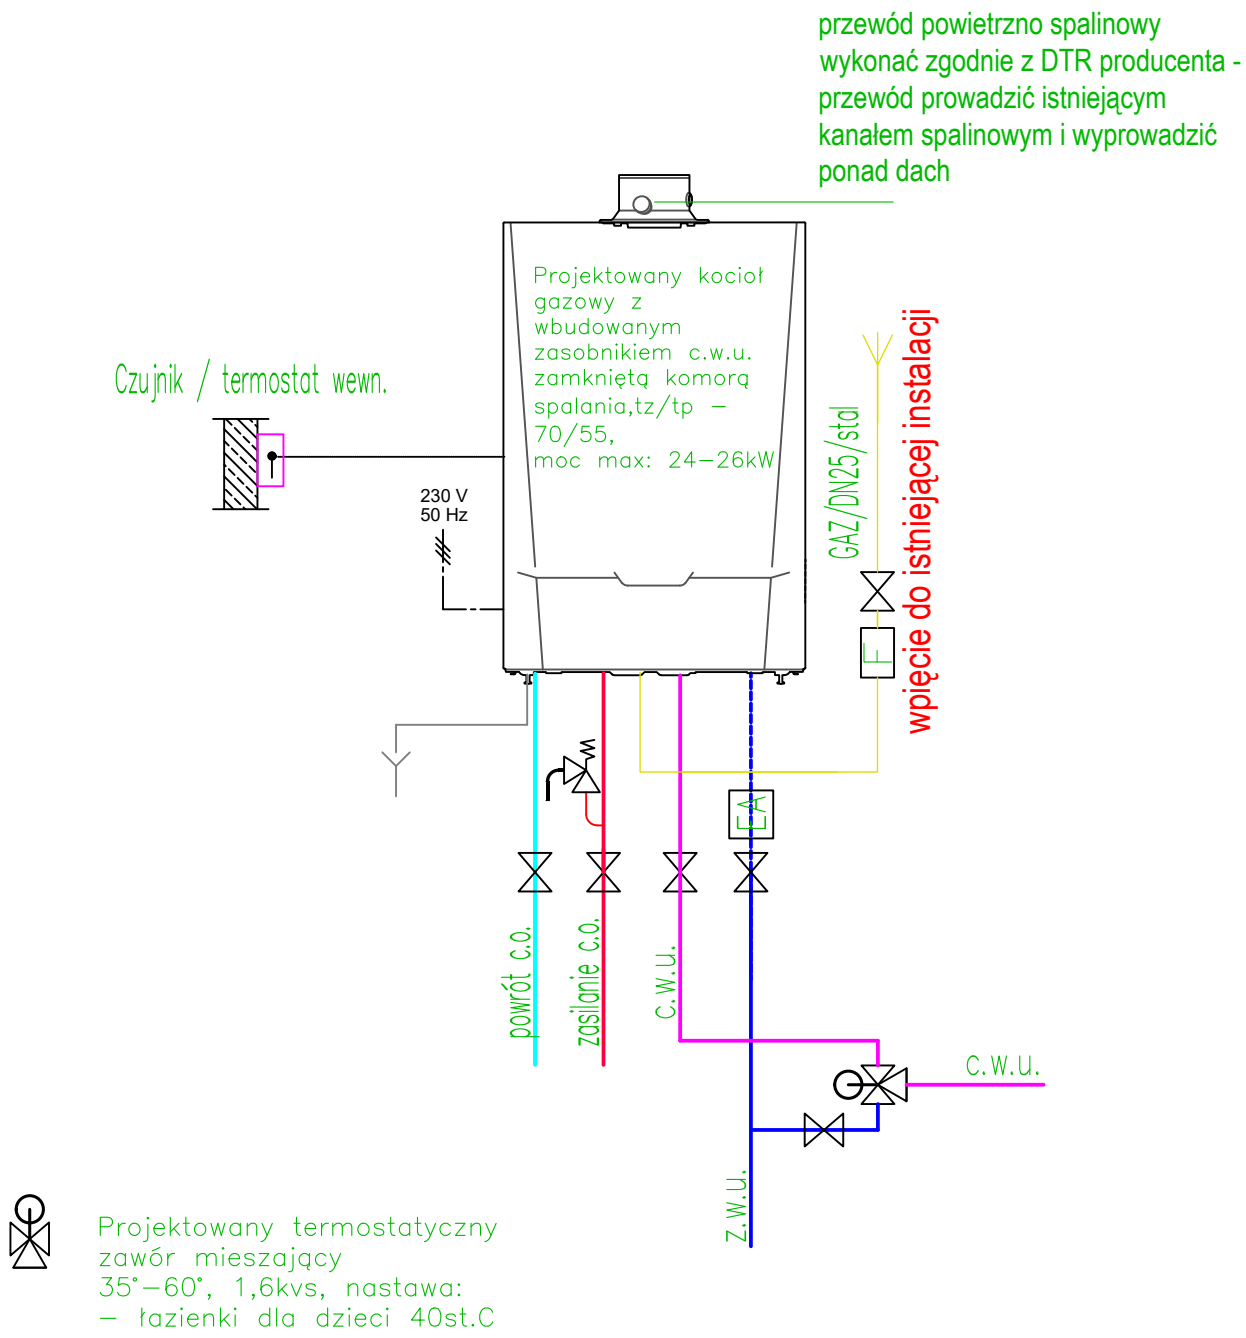 przewód powietrzno spalinowy
wykonać zgodnie z DTR producenta -
przewód prowadzić istniejącym
kanałem spalinowym i wyprowadzić
ponad dach
Projektowany kocioł
gazowy z
wbudowanym
zasobnikiem c.w.u.
zamkniętą komorą
spalania,tz/tp –
70/55,
moc max: 24–26kW
Czujnik / termostat wewn.
230 V
50 Hz
GAZ/DN25/stal
wpięcie do istniejącej instalacji
F
EA
powrót c.o.
zasilanie c.o.
c.w.u.
c.w.u.
z.w.u.
Projektowany termostatyczny
zawór mieszający
35°–60°, 1,6kvs, nastawa:
– łazienki dla dzieci 40st.C